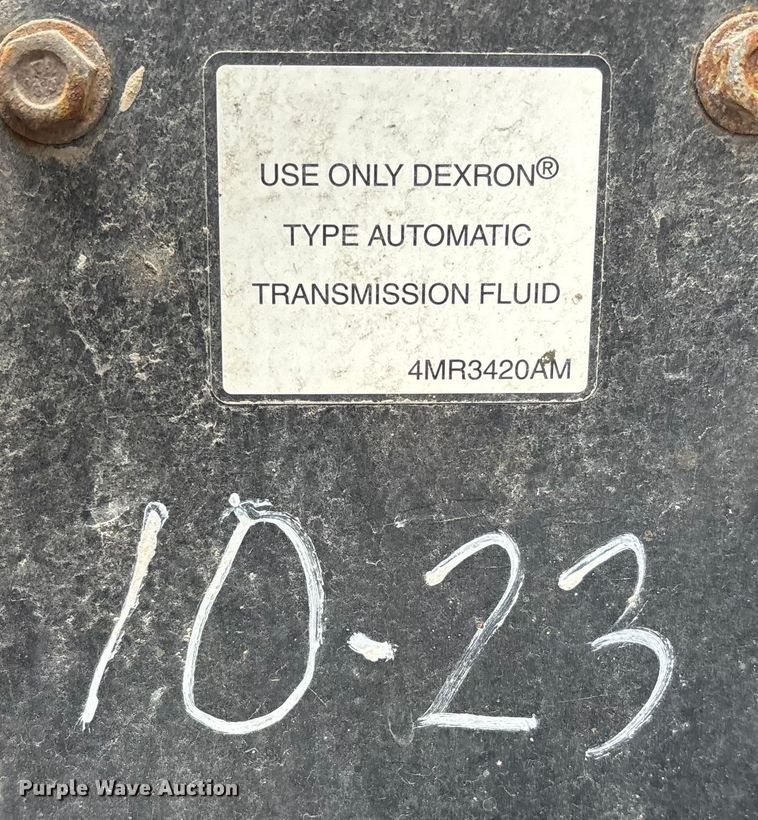 USE ONLY DEXRON®
TYPE AUTOMATIC
TRANSMISSION FLUID
4MR3420AM
10-23
Purple Wave Auction